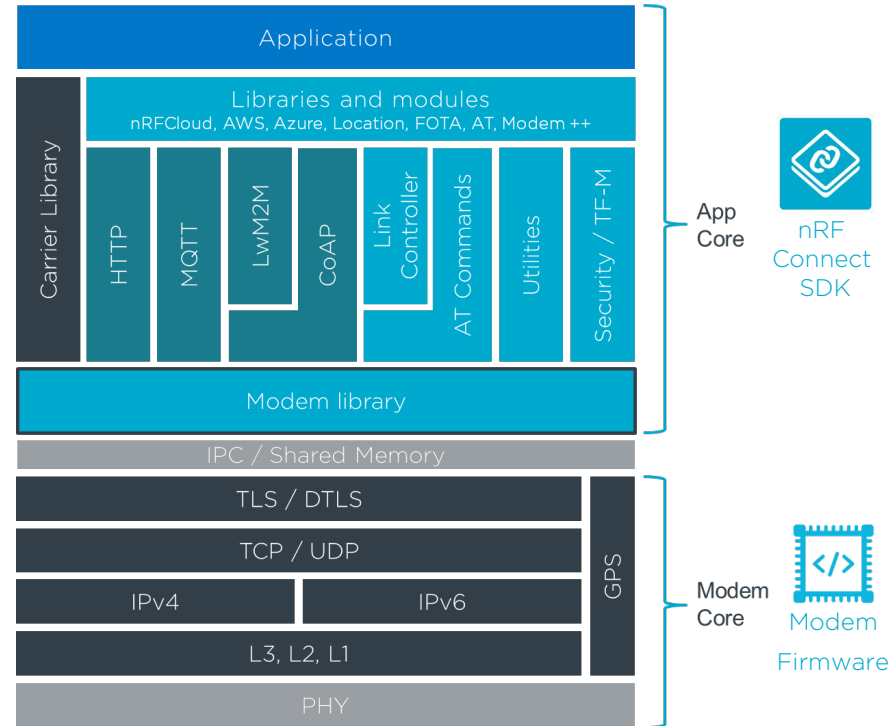 Application
Libraries and modules
nRFCloud, AWS, Azure, Location, FOTA, AT, Modem ++
Carrier Library
HTTP
MQTT
LwM2M
CoAP
Link
Controller
AT Commands
Utilities
Security / TF-M
Modem library
App
Core
nRF
Connect
SDK
IPC / Shared Memory
TLS / DTLS
TCP / UDP
IPv4
IPv6
L3, L2, L1
GPS
PHY
Modem
Core
</>
Modem
Firmware